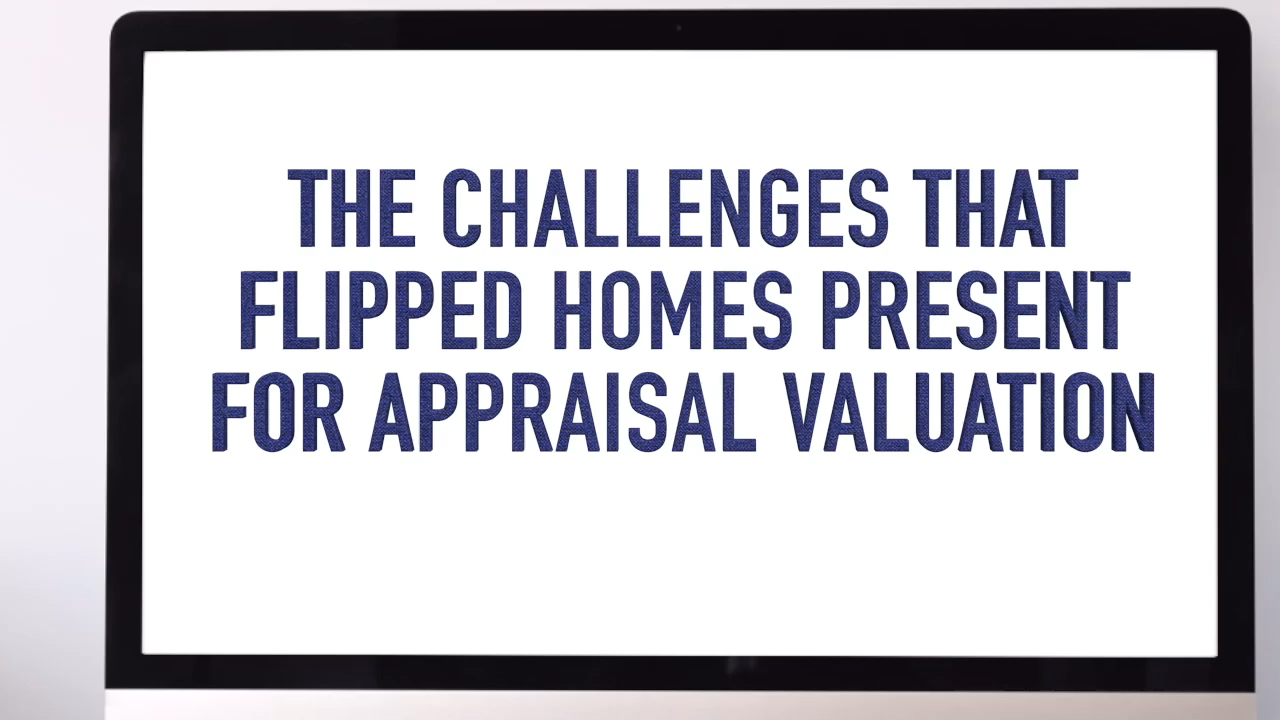 THE CHALLENGES THAT
FLIPPED HOMES PRESENT
FOR APPRAISAL VALUATION